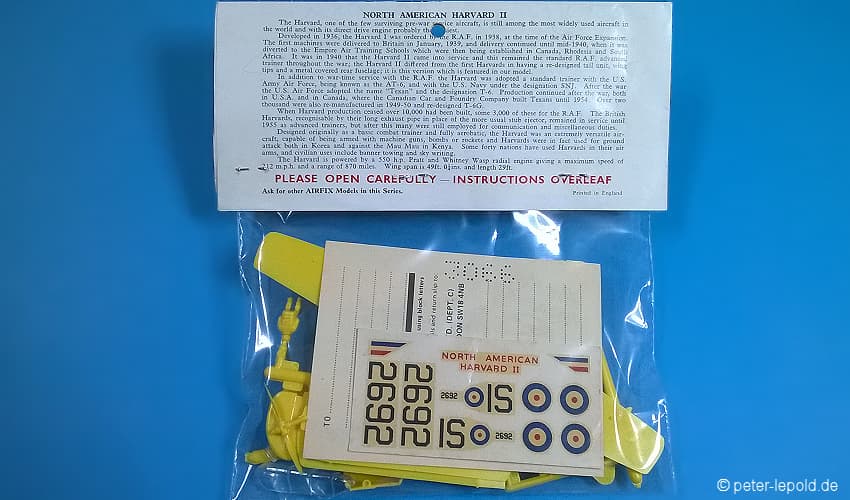 NORTH AMERICAN HARVARD II
The Harvard, one of the few surviving pre-war service aircraft, is still among the most widely used aircraft in
the world and with its direct drive engine probably the
Developed in 1936, the Harvard I was ordered by R.A.F. in 1938, at the time of the Air Force Expansion.
The first machines were delivered to Britain in January, 1939, and delivery continued until mid-1940, when it was
diverted to the Empire Air Training Schools which were then being established in Canada, Rhodesia and South
Africa. It was in 1940 that the Harvard II came into service and this remained the standard R.A.F. advanced
trainer throughout the war; the Harvard II differed from the first Harvards in having a re-designed tail unit, wing
tips and a metal covered rear fuselage; it is this version which is featured in our model.
In addition to war-time service with the R.A.F. the Harvard was adopted a standard trainer with the U.S.
Army Air Force, being known as the AT-6, and with the U.S. Navy under the designation SNJ. After the war
the U.S. Air Force adopted the name "Texan" and the designation T-6. Production continued after the war, both
in U.S.A. and in Canada, where the Canadian Car and Foundry Company built Texans until 1954. Over two
thousand were also re-manufactured in 1949-50 and re-designated T-6G.
When Harvard production ceased over 10,000 had been built, some 3,000 of these for the R.A.F. The British
Harvards, recognisable by their long exhaust pipe in place of the more usual stub ejector, remained in service until
1955 as advanced trainers, but after this many were still employed for communication and miscellaneous duties.
Designed originally as a basic combat trainer and fully aerobatic, the Harvard was an extremely versatile air-
craft, capable of being armed with machine guns, bombs or rockets and Harvards were in fact used for ground
attack both in Korea and against the Mau Mau in Kenya. Some forty nations have used Harvards in their air
arms, and civilian uses include banner towing and sky writing.
The Harvard is powered by a 550 h.p. Pratt and Whitney Wasp radial engine giving a maximum speed of
212 m.p.h. and a range of 870 miles. Wing span is 49ft. and length 29ft.
PLEASE OPEN CAREFULLY — INSTRUCTIONS OVERLEAF
Ask for other AIRFIX Models in this Series.
Printed in England
3066
using block letters
is and return slip to
D. (DEPT. C)
DON SW18 4NB
TO
NORTH AMERICAN
HARVARD II
2692
2692
2692
SI
SI
2692
© peter-lepold.de